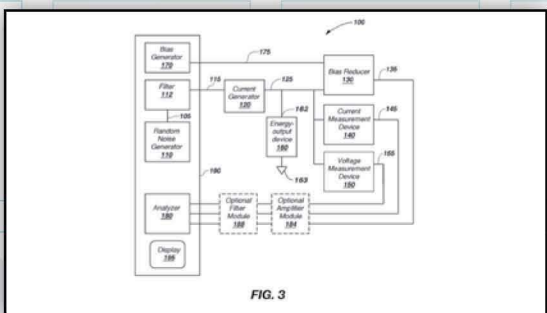 100
Bias
Generator
170
175
Bias Reducer
130
135
Filter
112
115
Current
Generator
120
125
105
162
Random
Noise
Generator
110
Energy-
output
device
160
163
Current
Measurement
Device
140
145
Voltage
Measurement
Device
150
155
190
Analyzer
180
Optional
Filter
Module
188
Optional
Amplifier
Module
184
Display
195
FIG. 3